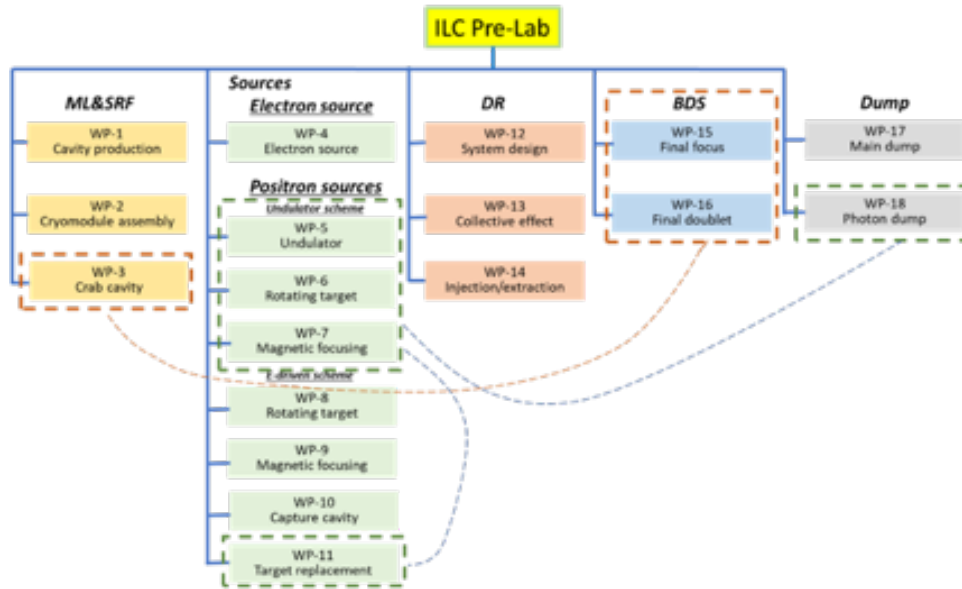 ILC Pre-Lab
ML&SRF
WP-1
Cavity production
WP-2
Cryomodule assembly
WP-3
Crab cavity
Sources
Electron source
WP-4
Electron source
Positron sources
Undulator scheme
WP-5
Undulator
WP-6
Rotating target
WP-7
Magnetic focusing
E-driven scheme
WP-8
Rotating target
WP-9
Magnetic focusing
WP-10
Capture cavity
WP-11
Target replacement
DR
WP-12
System design
WP-13
Collective effect
WP-14
Injection/extraction
BDS
WP-15
Final focus
WP-16
Final doublet
Dump
WP-17
Main dump
WP-18
Photon dump